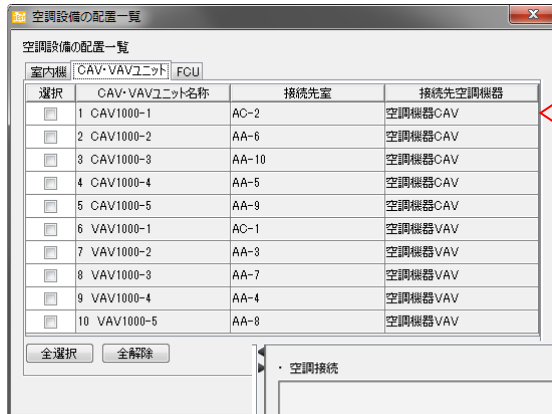 空調設備の配置一覧
空調設備の配置一覧
室内機 CAV・VAVユニット FCU
選択 CAV・VAVユニット名称 接続先室 接続先空調機器
1 CAV1000-1 AC-2 空調機器CAV
2 CAV1000-2 AA-6 空調機器CAV
3 CAV1000-3 AA-10 空調機器CAV
4 CAV1000-4 AA-5 空調機器CAV
5 CAV1000-5 AA-9 空調機器CAV
6 VAV1000-1 AC-1 空調機器VAV
7 VAV1000-2 AA-3 空調機器VAV
8 VAV1000-3 AA-7 空調機器VAV
9 VAV1000-4 AA-4 空調機器VAV
10 VAV1000-5 AA-8 空調機器VAV
全選択 全解除
・ 空調接続